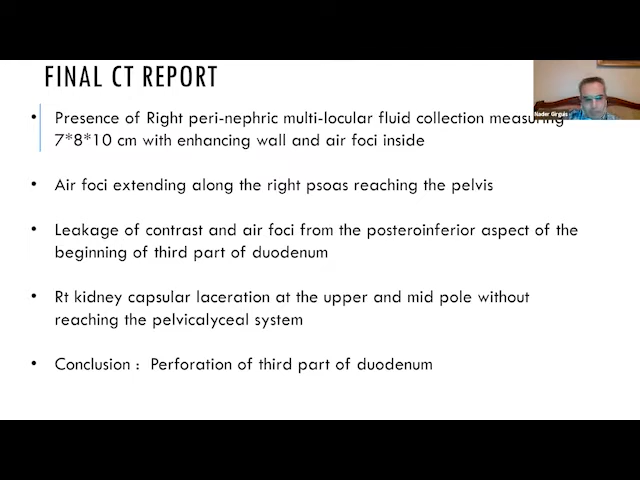 FINAL CT REPORT
Nader Girguis
• Presence of Right peri-nephric multi-locular fluid collection measuring
7*8*10 cm with enhancing wall and air foci inside
• Air foci extending along the right psoas reaching the pelvis
• Leakage of contrast and air foci from the posteroinferior aspect of the
beginning of third part of duodenum
• Rt kidney capsular laceration at the upper and mid pole without
reaching the pelvicalyceal system
• Conclusion :  Perforation of third part of duodenum